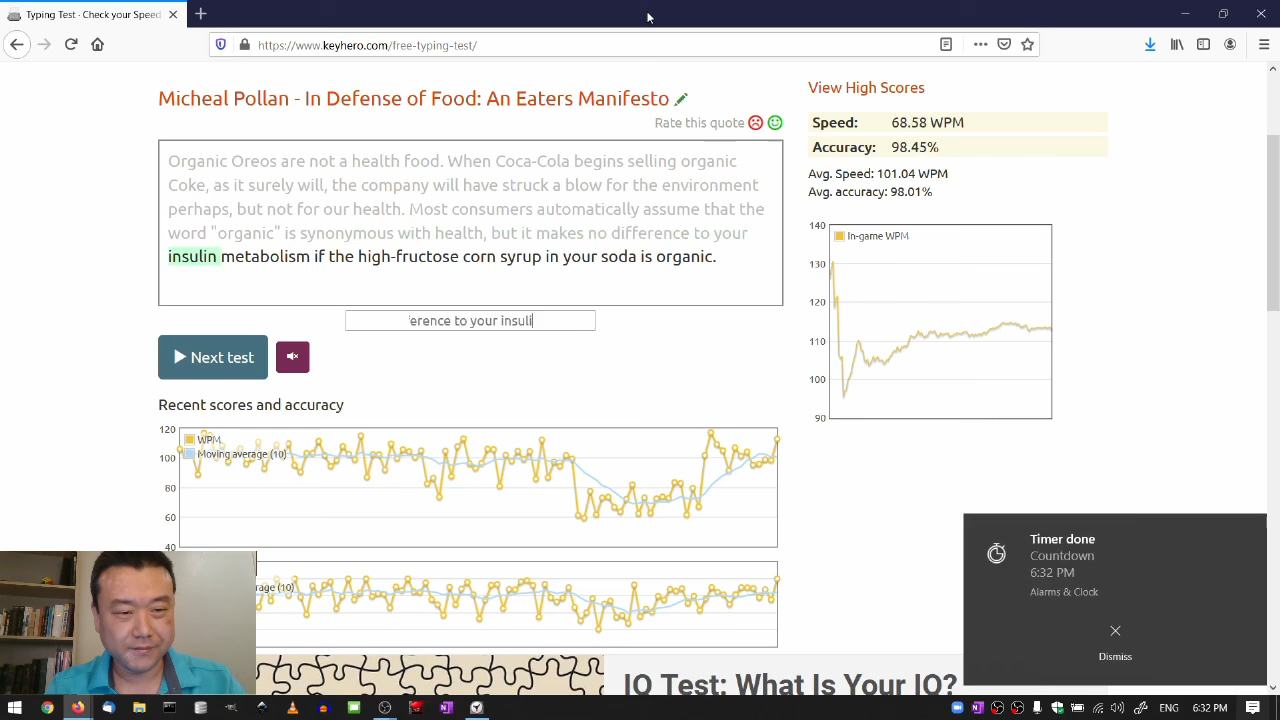 Typing Test - Check your Speed
https://www.keyhero.com/free-typing-test/
Micheal Pollan - In Defense of Food: An Eaters Manifesto
Rate this quote
Organic Oreos are not a health food. When Coca-Cola begins selling organic
Coke, as it surely will, the company will have struck a blow for the environment
perhaps, but not for our health. Most consumers automatically assume that the
word "organic" is synonymous with health, but it makes no difference to your
insulin metabolism if the high-fructose corn syrup in your soda is organic.
erence to your insuli
Next test
View High Scores
Speed: 68.58 WPM
Accuracy: 98.45%
Avg. Speed: 101.04 WPM
Avg. accuracy: 98.01%
140
In-game WPM
130
120
110
100
90
Recent scores and accuracy
120
WPM
Moving average (10)
100
80
60
40
rage (10)
Timer done
Countdown
6:32 PM
Alarms & Clock
Dismiss
IQ Test: What Is Your IQ?
ENG
6:32 PM